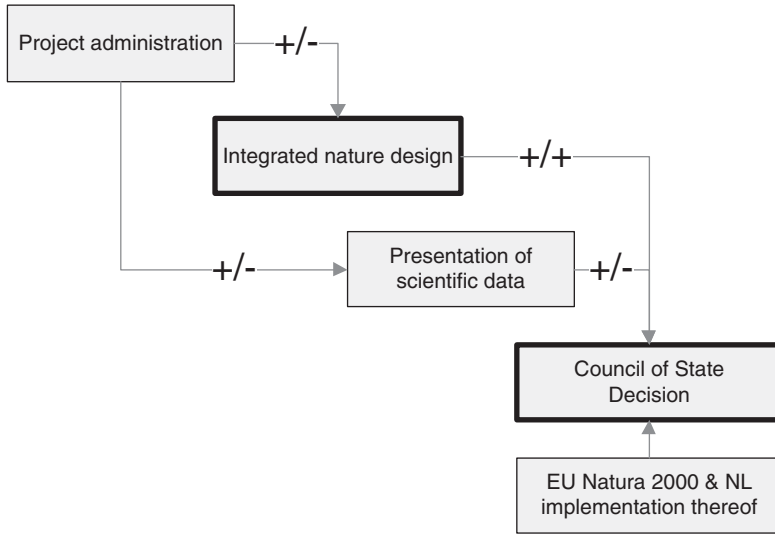 Project administration
+/-
Integrated nature design
+/+
Presentation of
scientific data
+/-
+/-
Council of State
Decision
EU Natura 2000 & NL
implementation thereof